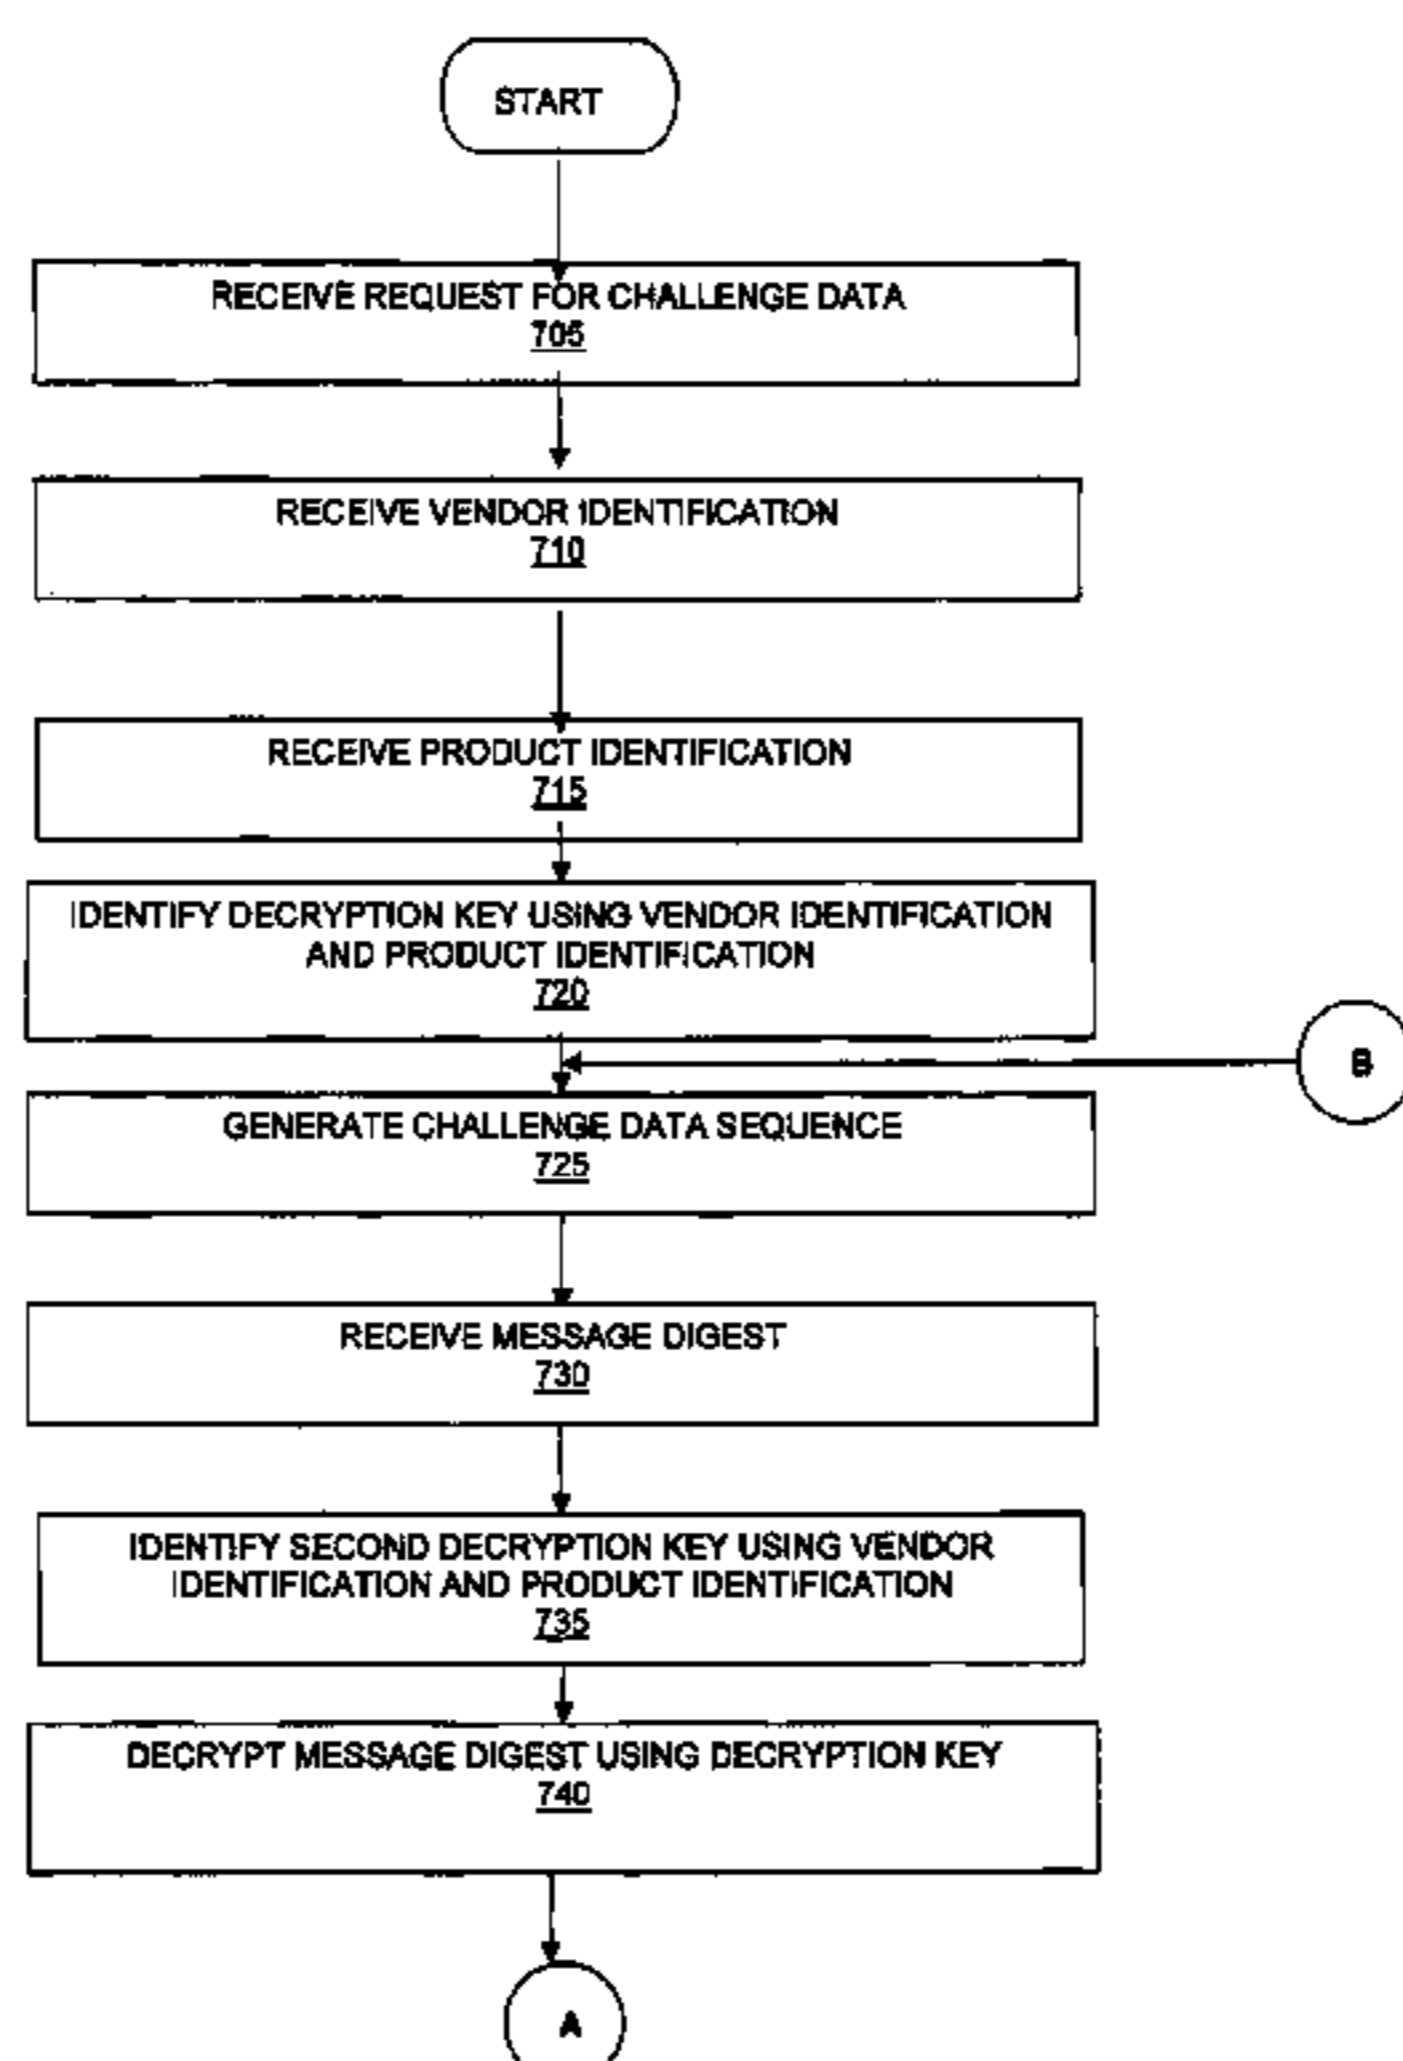 START
RECEIVE REQUEST FOR CHALLENGE DATA
705
RECEIVE VENDOR IDENTIFICATION
710
RECEIVE PRODUCT IDENTIFICATION
715
IDENTIFY DECRYPTION KEY USING VENDOR IDENTIFICATION
AND PRODUCT IDENTIFICATION
720
B
GENERATE CHALLENGE DATA SEQUENCE
725
RECEIVE MESSAGE DIGEST
730
IDENTIFY SECOND DECRYPTION KEY USING VENDOR
IDENTIFICATION AND PRODUCT IDENTIFICATION
735
DECRYPT MESSAGE DIGEST USING DECRYPTION KEY
740
A